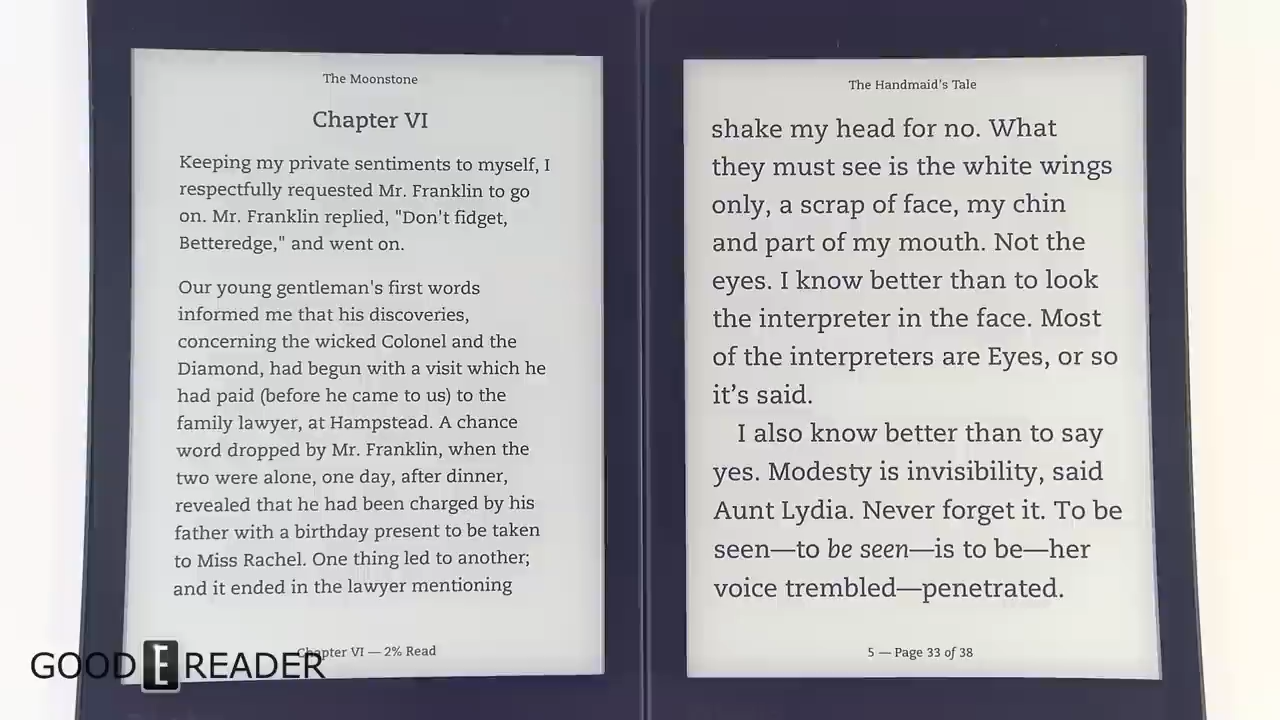 The Moonstone
Chapter VI
Keeping my private sentiments to myself, I
respectfully requested Mr. Franklin to go
on. Mr. Franklin replied, "Don't fidget,
Betteredge," and went on.
Our young gentleman's first words
informed me that his discoveries,
concerning the wicked Colonel and the
Diamond, had begun with a visit which he
had paid (before he came to us) to the
family lawyer, at Hampstead. A chance
word dropped by Mr. Franklin, when the
two were alone, one day, after dinner,
revealed that he had been charged by his
father with a birthday present to be taken
to Miss Rachel. One thing led to another;
and it ended in the lawyer mentioning
Chapter VI — 2% Read
The Handmaid's Tale
shake my head for no. What
they must see is the white wings
only, a scrap of face, my chin
and part of my mouth. Not the
eyes. I know better than to look
the interpreter in the face. Most
of the interpreters are Eyes, or so
it’s said.
I also know better than to say
yes. Modesty is invisibility, said
Aunt Lydia. Never forget it. To be
seen—to be seen—is to be—her
voice trembled—penetrated.
5 — Page 33 of 38
GOOD E READER